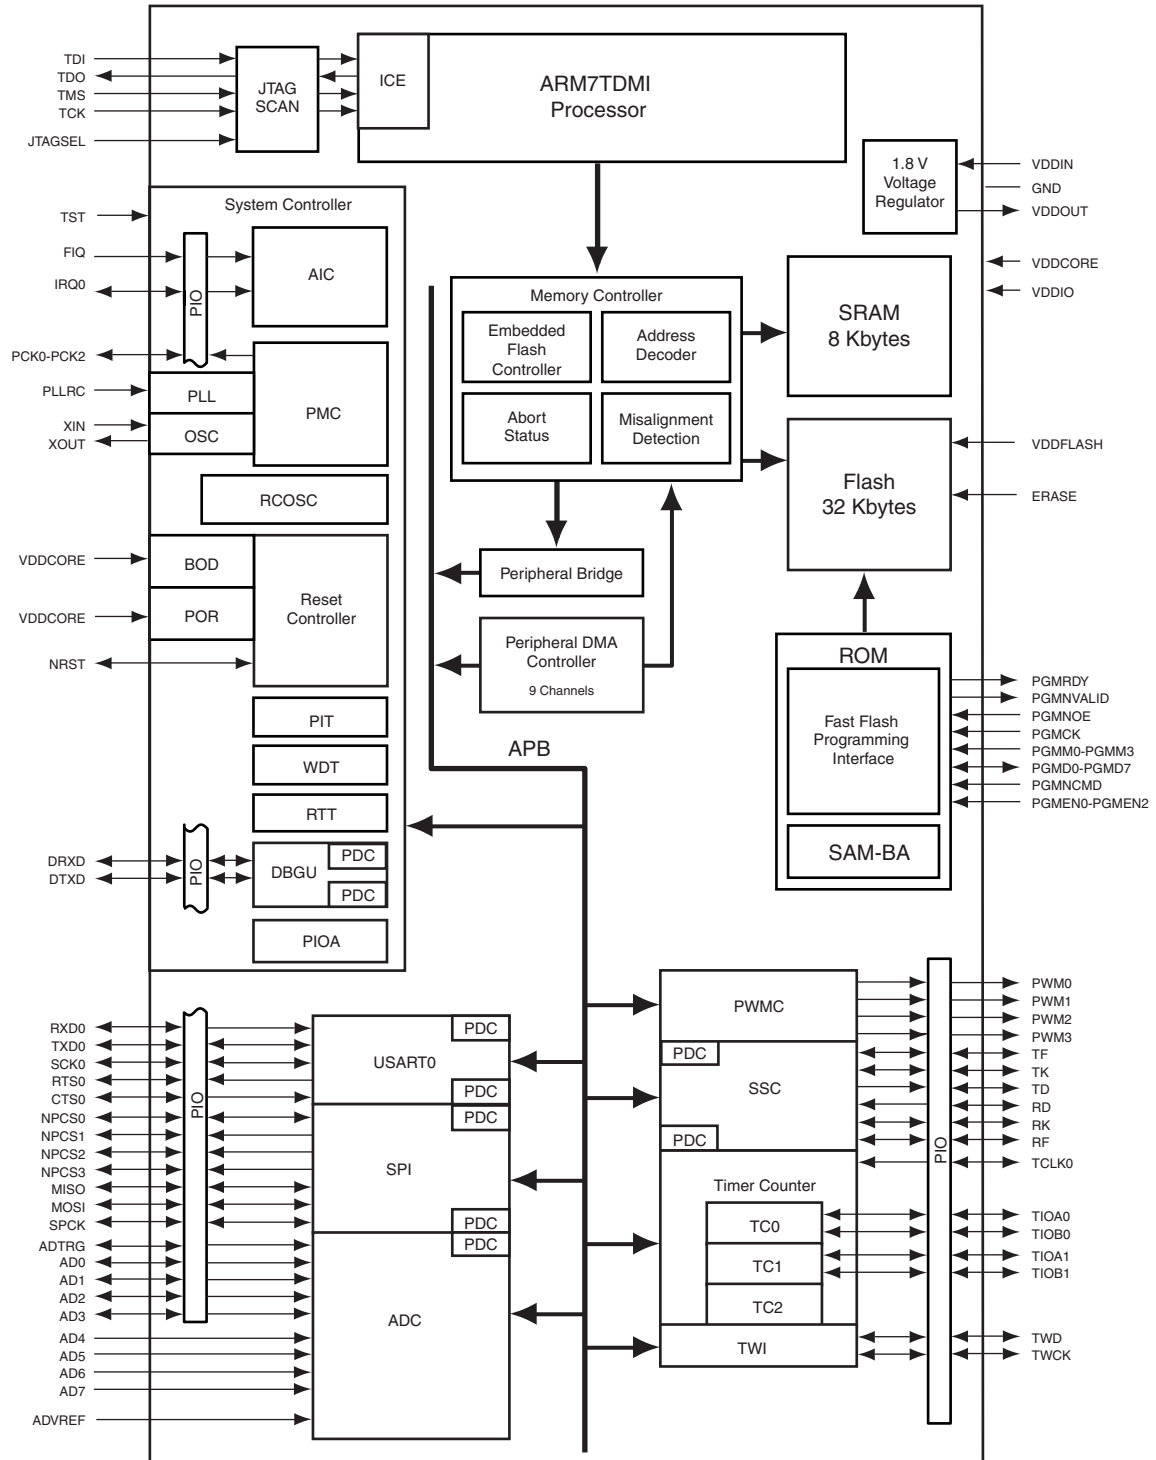 TDI
TDO
TMS
TCK
JTAGSEL
JTAG
SCAN
ICE
ARM7TDMI
Processor
1.8 V
Voltage
Regulator
VDDIN
GND
VDDOUT
VDDCORE
VDDIO
System Controller
TST
FIQ
IRQ0
PIO
AIC
PCK0-PCK2
PLLRC
XIN
XOUT
PLL
OSC
PMC
RCOSC
VDDCORE
VDDCORE
NRST
BOD
POR
Reset
Controller
PIT
WDT
RTT
DRXD
DTXD
PIO
DBGU
PDC
PDC
PIOA
Memory Controller
Embedded
Flash
Controller
Address
Decoder
Abort
Status
Misalignment
Detection
SRAM
8 Kbytes
Flash
32 Kbytes
VDDFLASH
ERASE
Peripheral Bridge
Peripheral DMA
Controller
9 Channels
APB
ROM
Fast Flash
Programming
Interface
SAM-BA
PGMRDY
PGMNVALID
PGMNOE
PGMCK
PGMM0-PGMM3
PGMD0-PGMD7
PGMNCMD
PGMEN0-PGMEN2
RXD0
TXD0
SCK0
RTS0
CTS0
NPCS0
NPCS1
NPCS2
NPCS3
MISO
MOSI
SPCK
ADTRG
AD0
AD1
AD2
AD3
AD4
AD5
AD6
AD7
ADVREF
PIO
PDC
USART0
PDC
PDC
SPI
PDC
PDC
ADC
PWMC
PDC
SSC
PDC
Timer Counter
TC0
TC1
TC2
TWI
PIO
PWM0
PWM1
PWM2
PWM3
TF
TK
TD
RD
RK
RF
TCLK0
TIOA0
TIOB0
TIOA1
TIOB1
TWD
TWCK